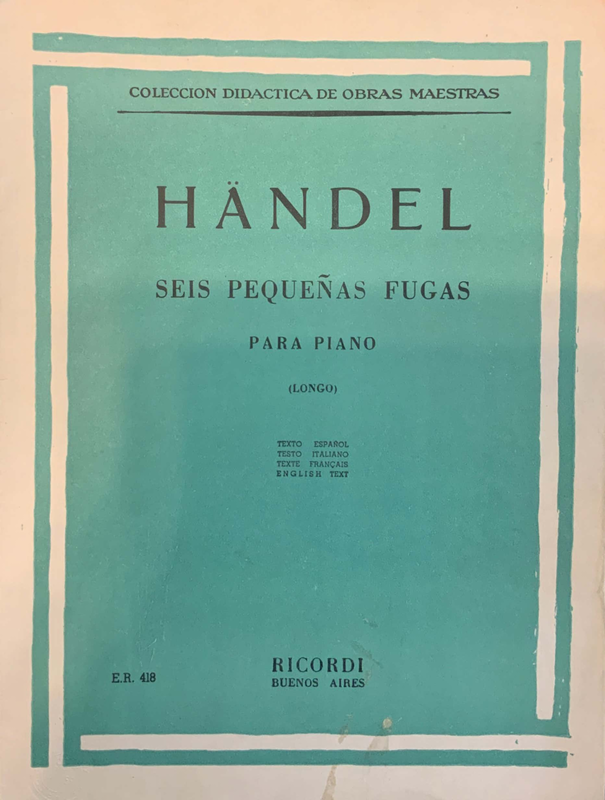 COLECCION DIDACTICA DE OBRAS MAESTRAS
HÄNDEL
SEIS PEQUEÑAS FUGAS
PARA PIANO
(LONGO)
TEXTO ESPAÑOL
TESTO ITALIANO
TEXTE FRANÇAIS
ENGLISH TEXT
E.R. 418
RICORDI
BUENOS AIRES